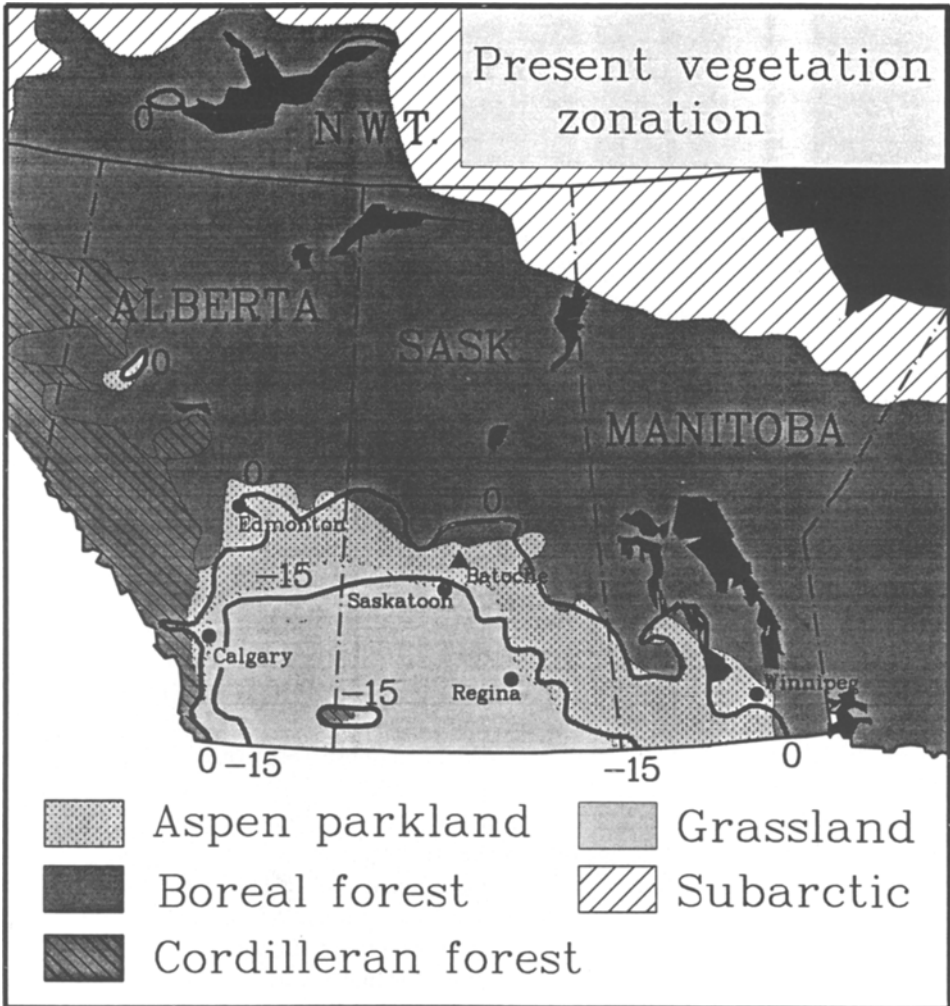 Present vegetation
zonation
0
N.W.T.
ALBERTA
SASK
0
MANITOBA
0
0
Edmonton
-15
Batoche
Saskatoon
Calgary
Regina
-15
Winnipeg
0 -15
-15
0
Aspen parkland
Grassland
Boreal forest
Subarctic
Cordilleran forest